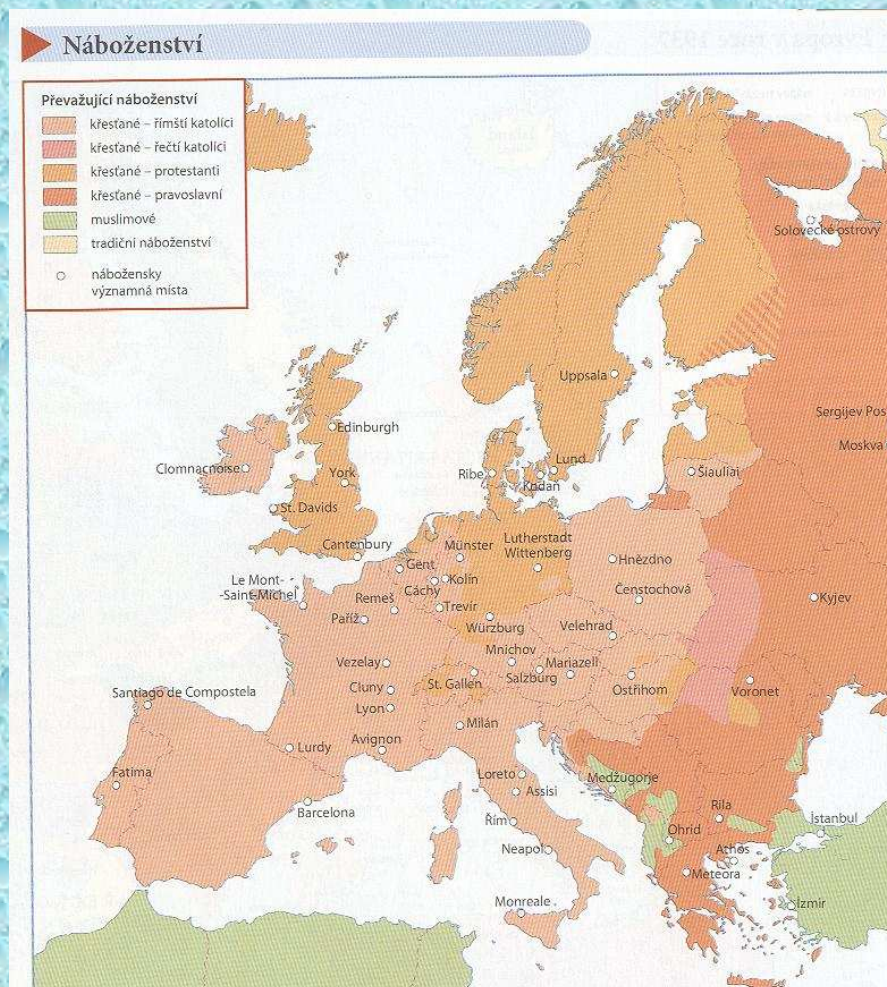 Náboženství
Převažující náboženství
křesťané – římští katolíci
křesťané – řečtí katolíci
křesťané – protestanti
křesťané – pravoslavní
muslimové
tradiční náboženství
nábožensky
významná místa
Solovecké ostrovy
Uppsala
Sergijev Pos
Edinburgh
Moskva
Clomnacnoise
York
Ribe
Lund
Kodaň
Šiauliai
St. Davids
Cantenbury
Münster
Lutherstadt
Wittenberg
Gent
Hnězdno
Le Mont-
-Saint-Michel
Cáchy
Kolín
Čenstochová
Kyjev
Remeš
Trevír
Paříž
Würzburg
Velehrad
Mnichov
Vezelay
Mariazell
Salzburg
St. Gallen
Cluny
Ostřihom
Voronet
Santiago de Compostela
Lyon
Milán
Avignon
Lurdy
Fatima
Loreto
Medžugorje
Assisi
Barcelona
Rila
Řím
Ohrid
İstanbul
Neapol
Athos
Meteora
Monreale
Izmir